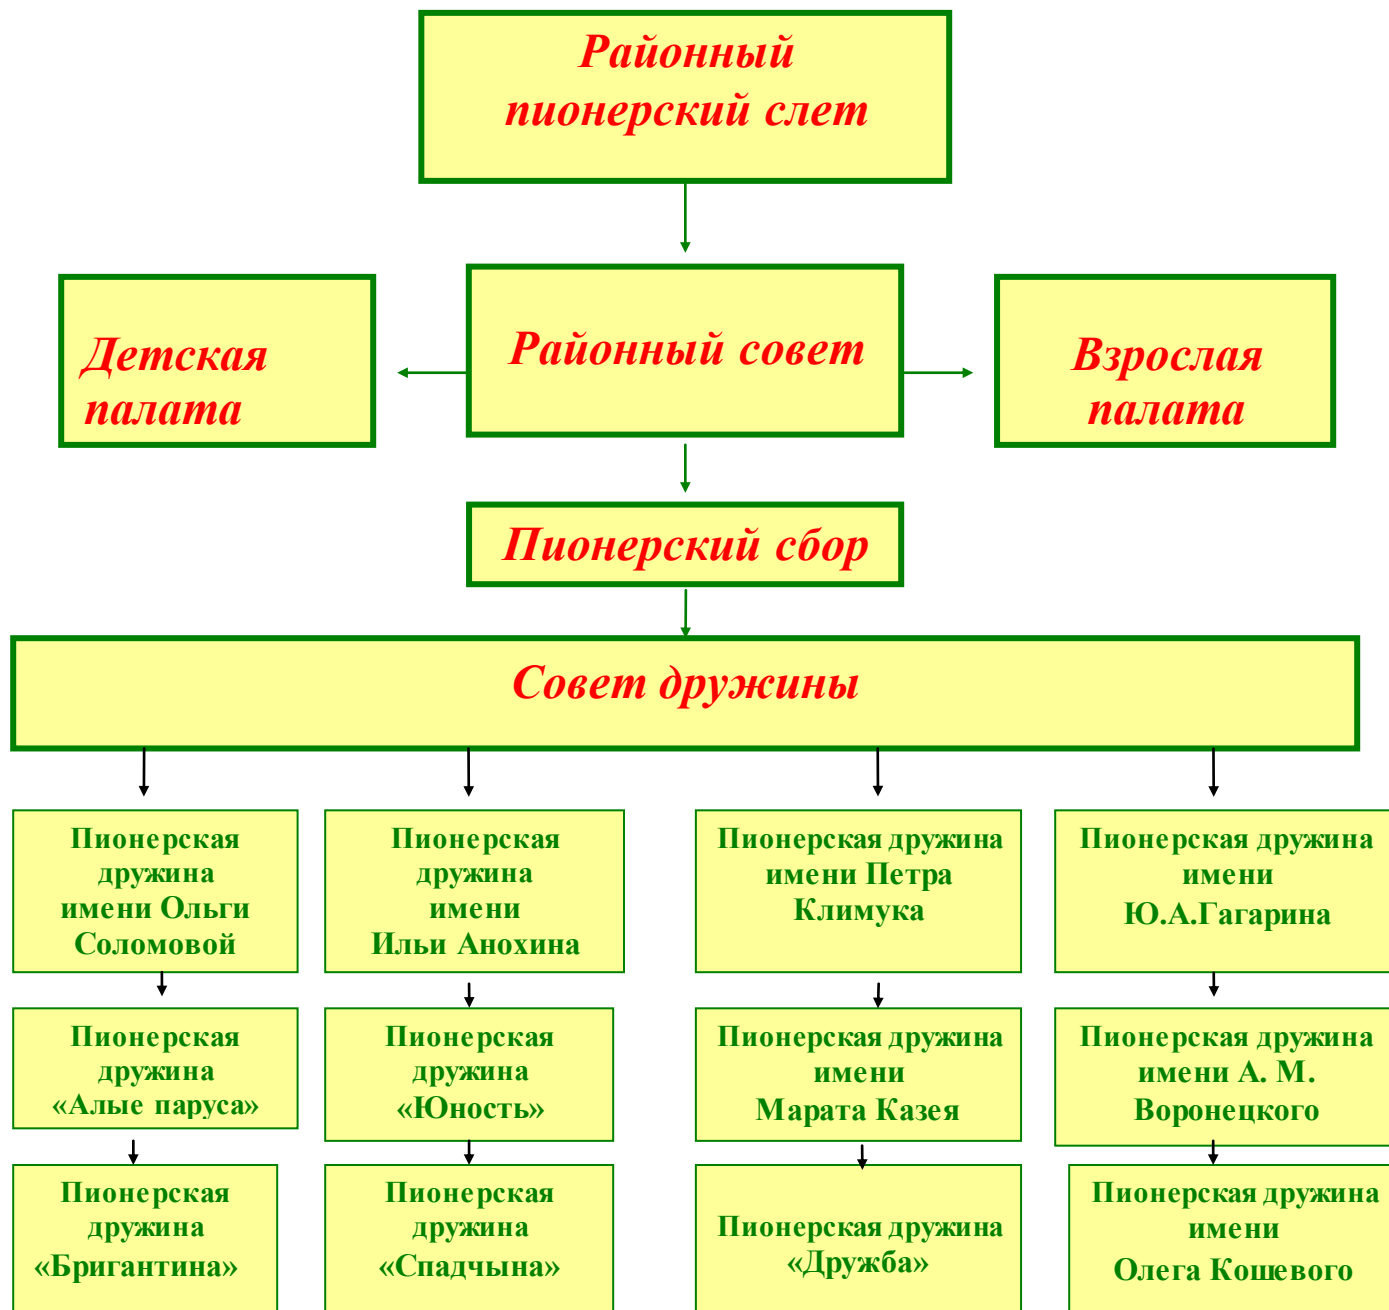 Районный
пионерский слет
Детская
палата
Районный совет
Взрослая
палата
Пионерский сбор
Совет дружины
Пионерская
дружина
имени Ольги
Соломовой
Пионерская
дружина
имени
Ильи Анохина
Пионерская дружина
имени Петра
Климука
Пионерская дружина
имени
Ю.А.Гагарина
Пионерская
дружина
«Алые паруса»
Пионерская
дружина
«Юность»
Пионерская дружина
имени
Марата Казея
Пионерская дружина
имени А. М.
Воронецкого
Пионерская
дружина
«Бригантина»
Пионерская
дружина
«Спадчына»
Пионерская дружина
«Дружба»
Пионерская дружина
имени
Олега Кошевого